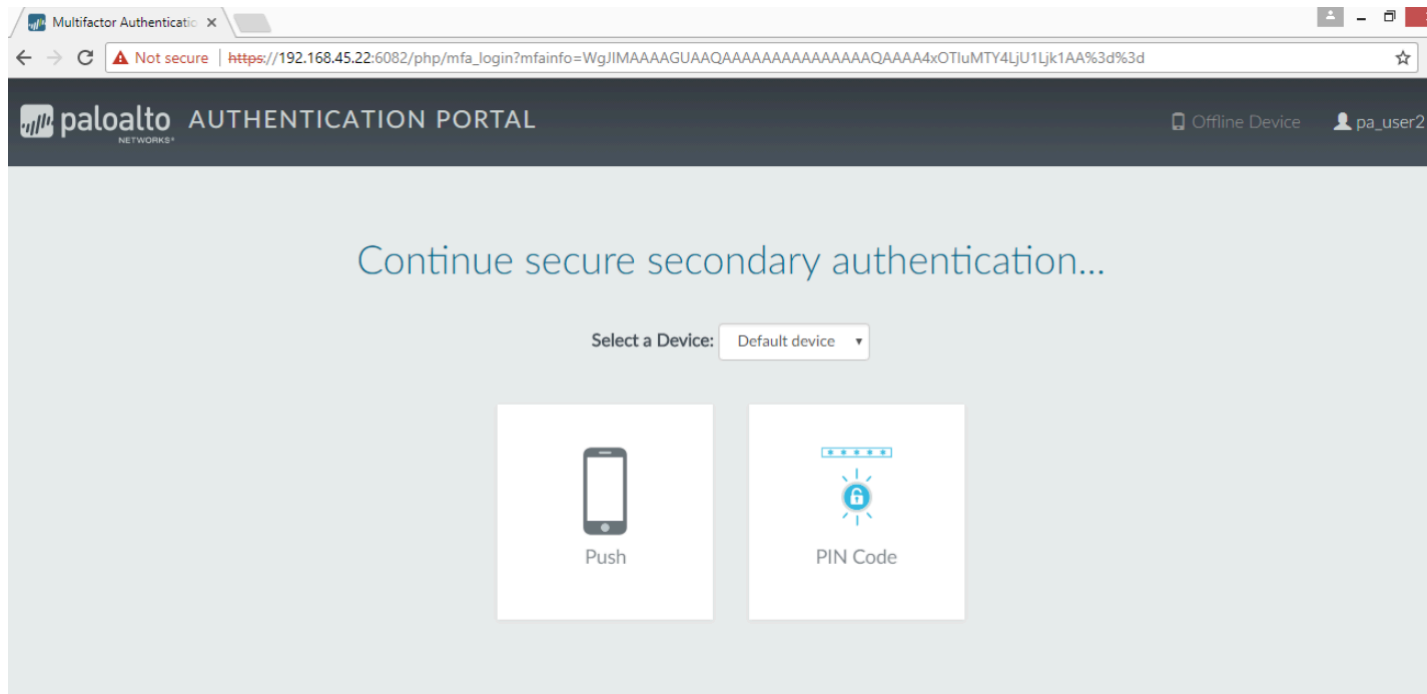 Multifactor Authenticatio
Not secure | https://192.168.45.22:6082/php/mfa_login?mfainfo=WgJIMAAAAGUAAQAAAAAAAAAAAAAAAQAAAA4xOTIuMTY4LjU1Ljk1AA%3d%3d
paloalto NETWORKS® AUTHENTICATION PORTAL
Offline Device pa_user2
Continue secure secondary authentication...
Select a Device: Default device
Push PIN Code